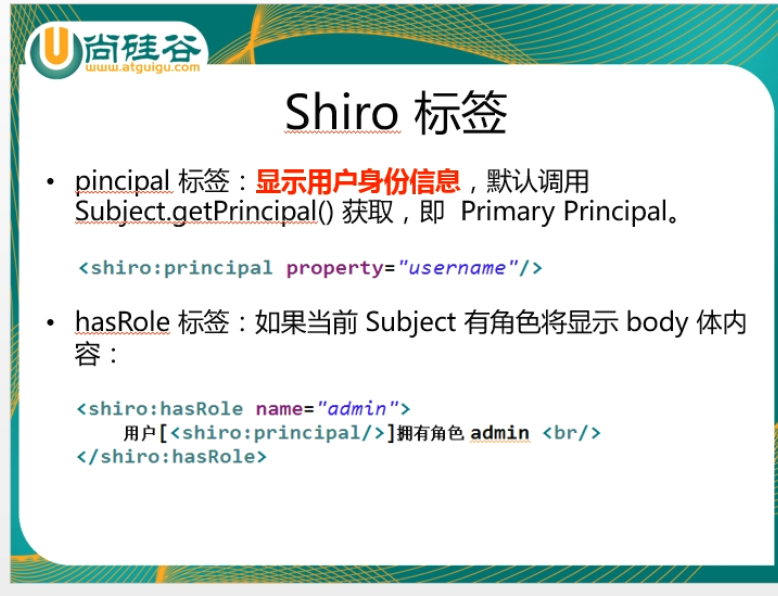 尚硅谷
www.atguigu.com
Shiro 标签
• pincipal 标签：显示用户身份信息，默认调用
Subject.getPrincipal() 获取，即 Primary Principal。
<shiro:principal property="username"/>
• hasRole 标签：如果当前 Subject 有角色将显示 body 体内
容：
<shiro:hasRole name="admin">
用户[<shiro:principal/>]拥有角色 admin <br/>
</shiro:hasRole>